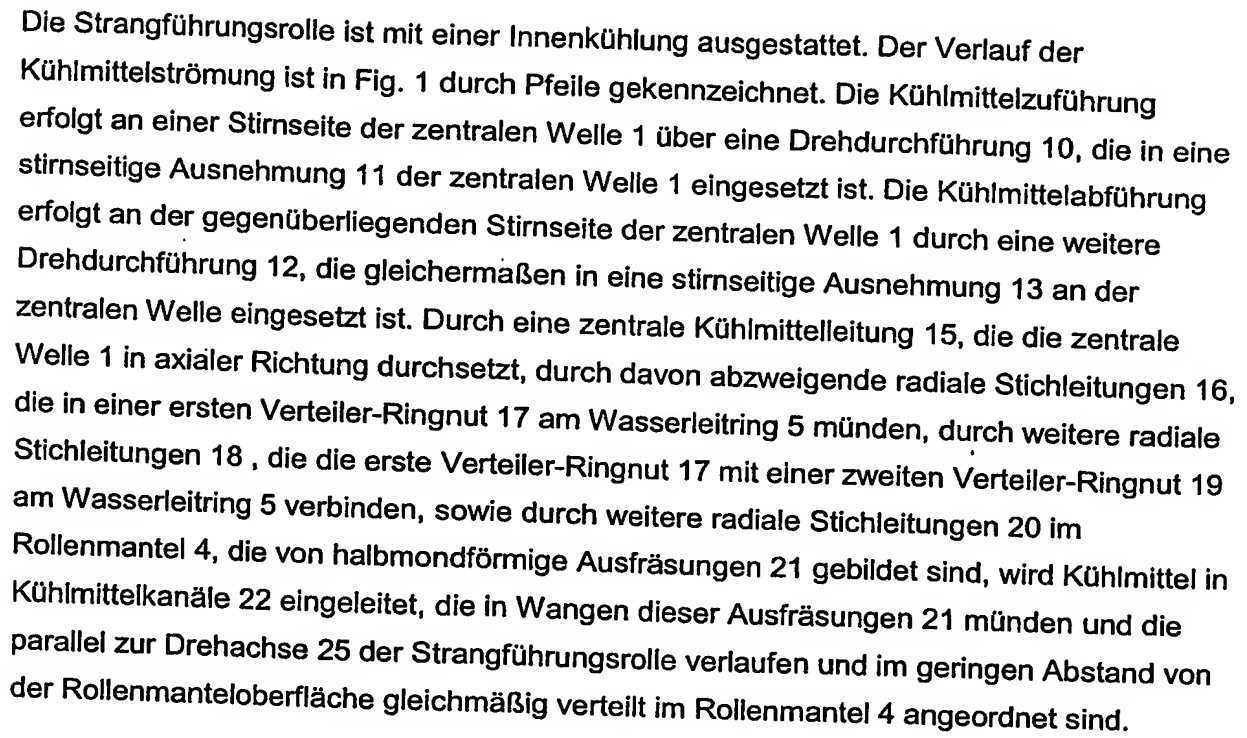 Die Strangführungsrolle ist mit einer Innenkühlung ausgestattet. Der Verlauf der
Kühlmittelströmung ist in Fig. 1 durch Pfeile gekennzeichnet. Die Kühlmittelzuführung
erfolgt an einer Stirnseite der zentralen Welle 1 über eine Drehdurchführung 10, die in eine
stirnseitige Ausnehmung 11 der zentralen Welle 1 eingesetzt ist. Die Kühlmittelabführung
erfolgt an der gegenüberliegenden Stirnseite der zentralen Welle 1 durch eine weitere
Drehdurchführung 12, die gleichermaßen in eine stirnseitige Ausnehmung 13 an der
zentralen Welle eingesetzt ist. Durch eine zentrale Kühlmittelleitung 15, die die zentrale
Welle 1 in axialer Richtung durchsetzt, durch davon abzweigende radiale Stichleitungen 16,
die in einer ersten Verteiler-Ringnut 17 am Wasserleitring 5 münden, durch weitere radiale
Stichleitungen 18 , die die erste Verteiler-Ringnut 17 mit einer zweiten Verteiler-Ringnut 19
am Wasserleitring 5 verbinden, sowie durch weitere radiale Stichleitungen 20 im
Rollenmantel 4, die von halbmondförmige Ausfräsungen 21 gebildet sind, wird Kühlmittel in
Kühlmittelkanäle 22 eingeleitet, die in Wangen dieser Ausfräsungen 21 münden und die
parallel zur Drehachse 25 der Strangführungsrolle verlaufen und im geringen Abstand von
der Rollenmanteloberfläche gleichmäßig verteilt im Rollenmantel 4 angeordnet sind.